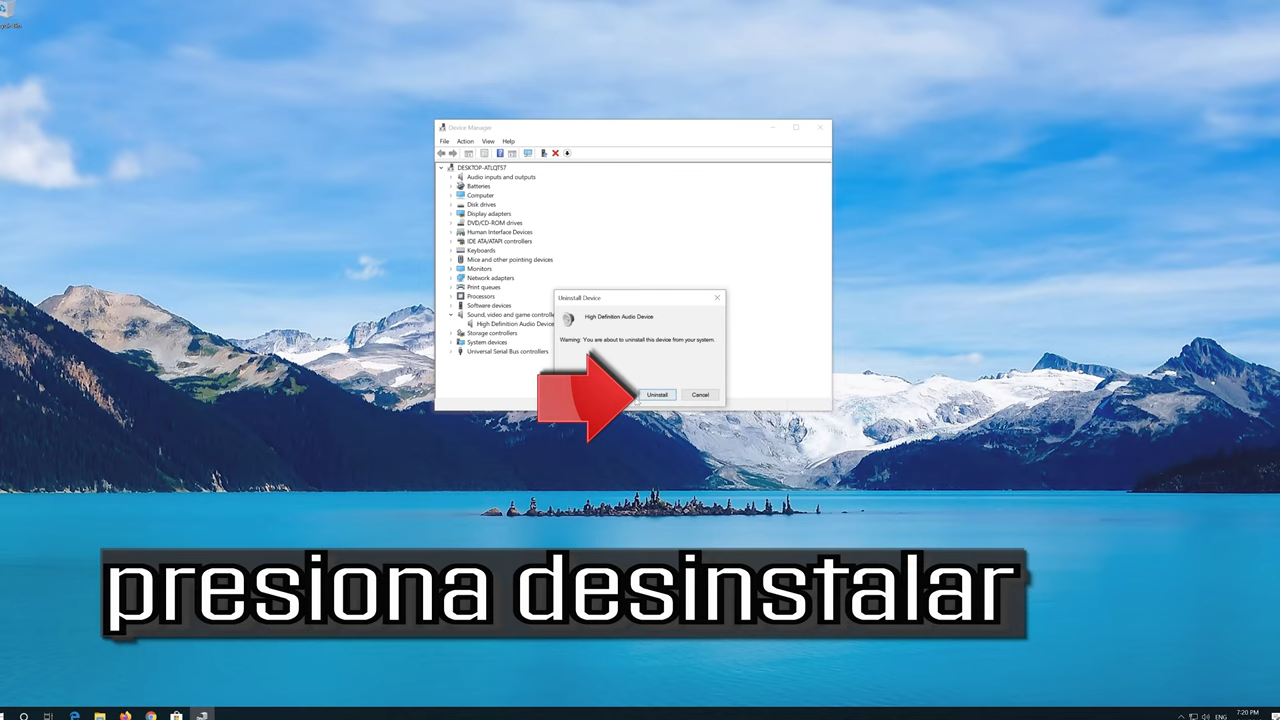 Device Manager
File Action View Help
DESKTOP-ATLQTS7
Audio inputs and outputs
Batteries
Computer
Disk drives
Display adapters
DVD/CD-ROM drives
Human Interface Devices
IDE ATA/ATAPI controllers
Keyboards
Mice and other pointing devices
Monitors
Network adapters
Print queues
Processors
Software devices
Sound, video and game controlle
High Definition Audio Device
Storage controllers
System devices
Universal Serial Bus controllers
Uninstall Device
High Definition Audio Device
Warning: You are about to uninstall this device from your system.
Uninstall Cancel
presiona desinstalar
ENG 7:20 PM